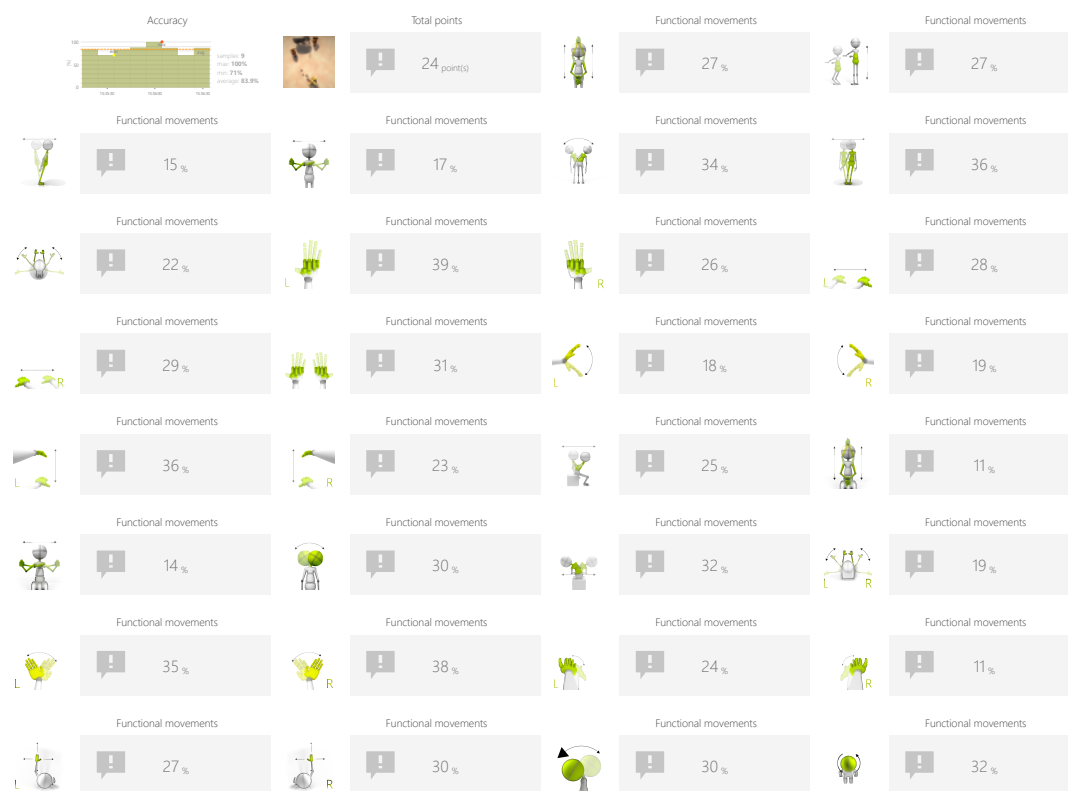 Accuracy
100
(%)
50
0
samples: 9
max: 100%
min: 71%
average: 83.9%
Total points
24 point(s)
Functional movements
27 %
Functional movements
27 %
Functional movements
15 %
Functional movements
17 %
Functional movements
34 %
Functional movements
36 %
Functional movements
22 %
Functional movements
L
39 %
Functional movements
R
26 %
Functional movements
L
28 %
Functional movements
R
29 %
Functional movements
31 %
Functional movements
L
18 %
Functional movements
R
19 %
Functional movements
L
36 %
Functional movements
R
23 %
Functional movements
25 %
Functional movements
11 %
Functional movements
14 %
Functional movements
30 %
Functional movements
32 %
Functional movements
L R
19 %
Functional movements
L
35 %
Functional movements
R
38 %
Functional movements
L
24 %
Functional movements
R
11 %
Functional movements
L
27 %
Functional movements
R
30 %
Functional movements
30 %
Functional movements
32 %